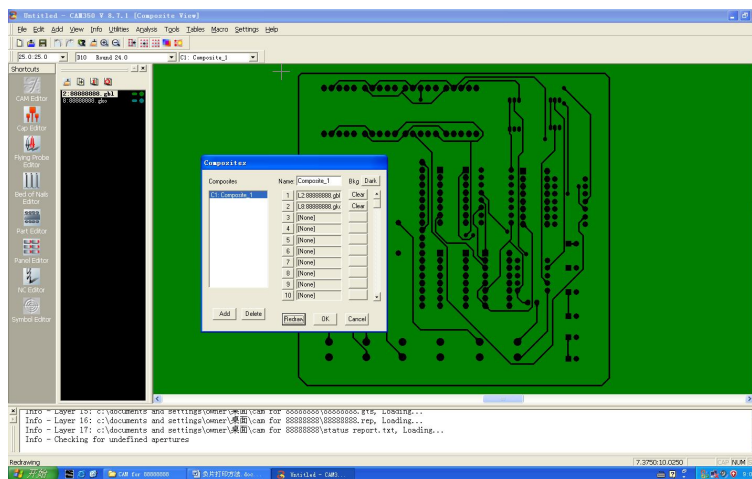 Untitled - CAM350 V 8.7.1 [Composite View]
File Edit Add View Info Utilities Analysis Tools Tables Macro Settings Help
25.0:25.0 D10 Round 24.0 C1: Composite_1
Shortcuts
CAM Editor
Cap Editor
Flying Probe Editor
Bed of Nails Editor
Part Editor
Panel Editor
NC Editor
Symbol Editor
2:88888888.gbl
8:88888888.gko
Composites
Composites Name: Composite_1 Bkg Dark
C1: Composite_1
1 L2:88888888.gbl Clear
2 L8:88888888.gko Clear
3 [None]
4 [None]
5 [None]
6 [None]
7 [None]
8 [None]
9 [None]
10 [None]
Add Delete Redraw OK Cancel
Info - Layer 15: c:\documents and settings\owner\桌面\cam for 88888888\88888888.gts, Loading...
Info - Layer 16: c:\documents and settings\owner\桌面\cam for 88888888\88888888.rep, Loading...
Info - Layer 17: c:\documents and settings\owner\桌面\cam for 88888888\status report.txt, Loading...
Info - Checking for undefined apertures
Redrawing 7.3750:10.0250 CAP NUM
开始 CAM for 88888888 负片打印方法.doc Untitled - CAM3...